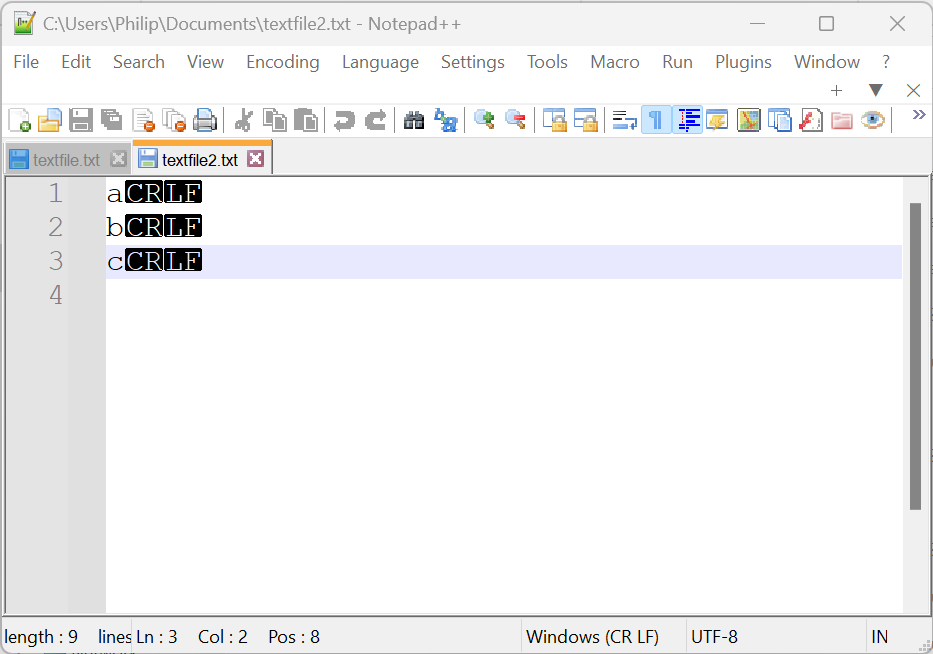 C:\Users\Philip\Documents\textfile2.txt - Notepad++
File Edit Search View Encoding Language Settings Tools Macro Run Plugins Window ?
textfile.txt textfile2.txt
1 aCRLF
2 bCRLF
3 cCRLF
4
length : 9 lines Ln : 3 Col : 2 Pos : 8 Windows (CR LF) UTF-8 IN